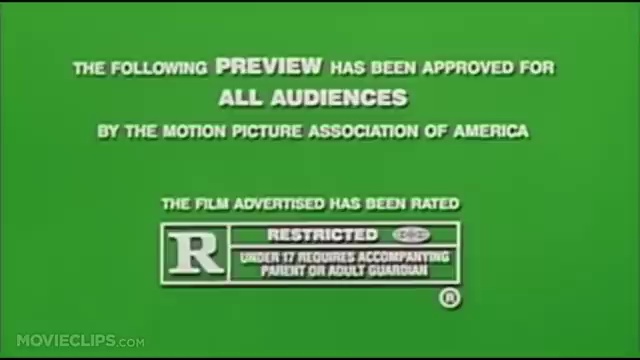 THE FOLLOWING PREVIEW HAS BEEN APPROVED FOR
ALL AUDIENCES
BY THE MOTION PICTURE ASSOCIATION OF AMERICA
THE FILM ADVERTISED HAS BEEN RATED
R
RESTRICTED
UNDER 17 REQUIRES ACCOMPANYING
PARENT OR ADULT GUARDIAN
®
MOVIECLIPS.COM